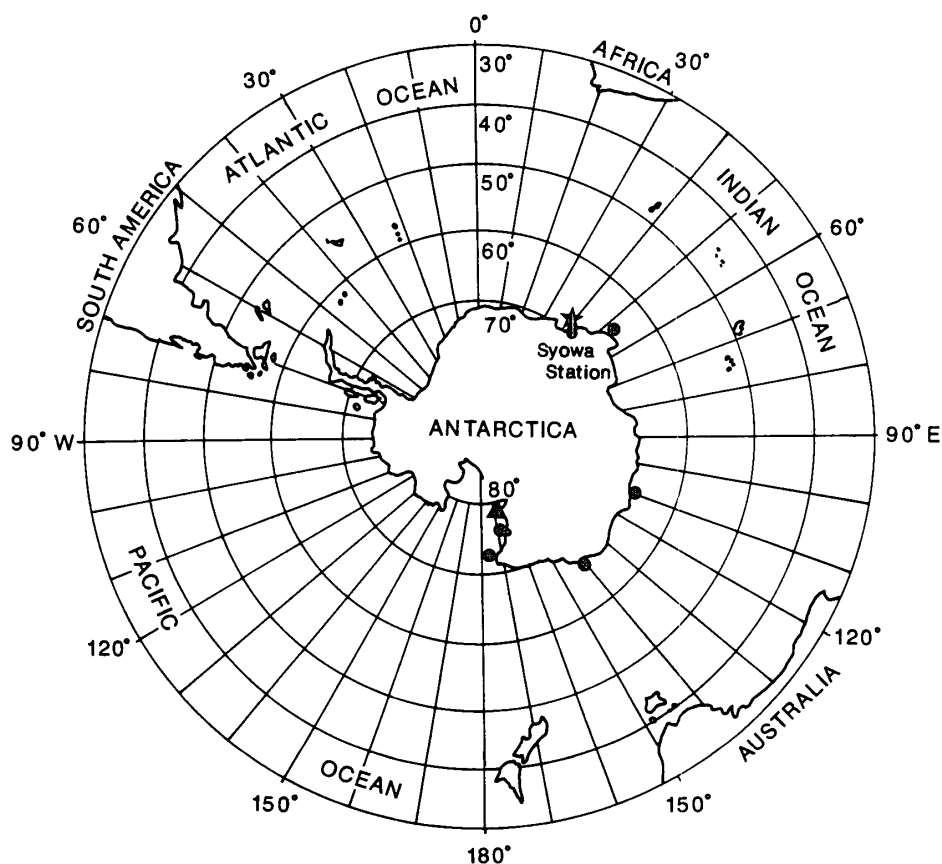 0°
30°
AFRICA
30°
OCEAN
30°
ATLANTIC
40°
50°
60°
INDIAN
60°
OCEAN
SOUTH AMERICA
60°
70°
Syowa
Station
ANTARCTICA
90° W
90° E
80°
PACIFIC
120°
120°
AUSTRALIA
OCEAN
150°
150°
180°